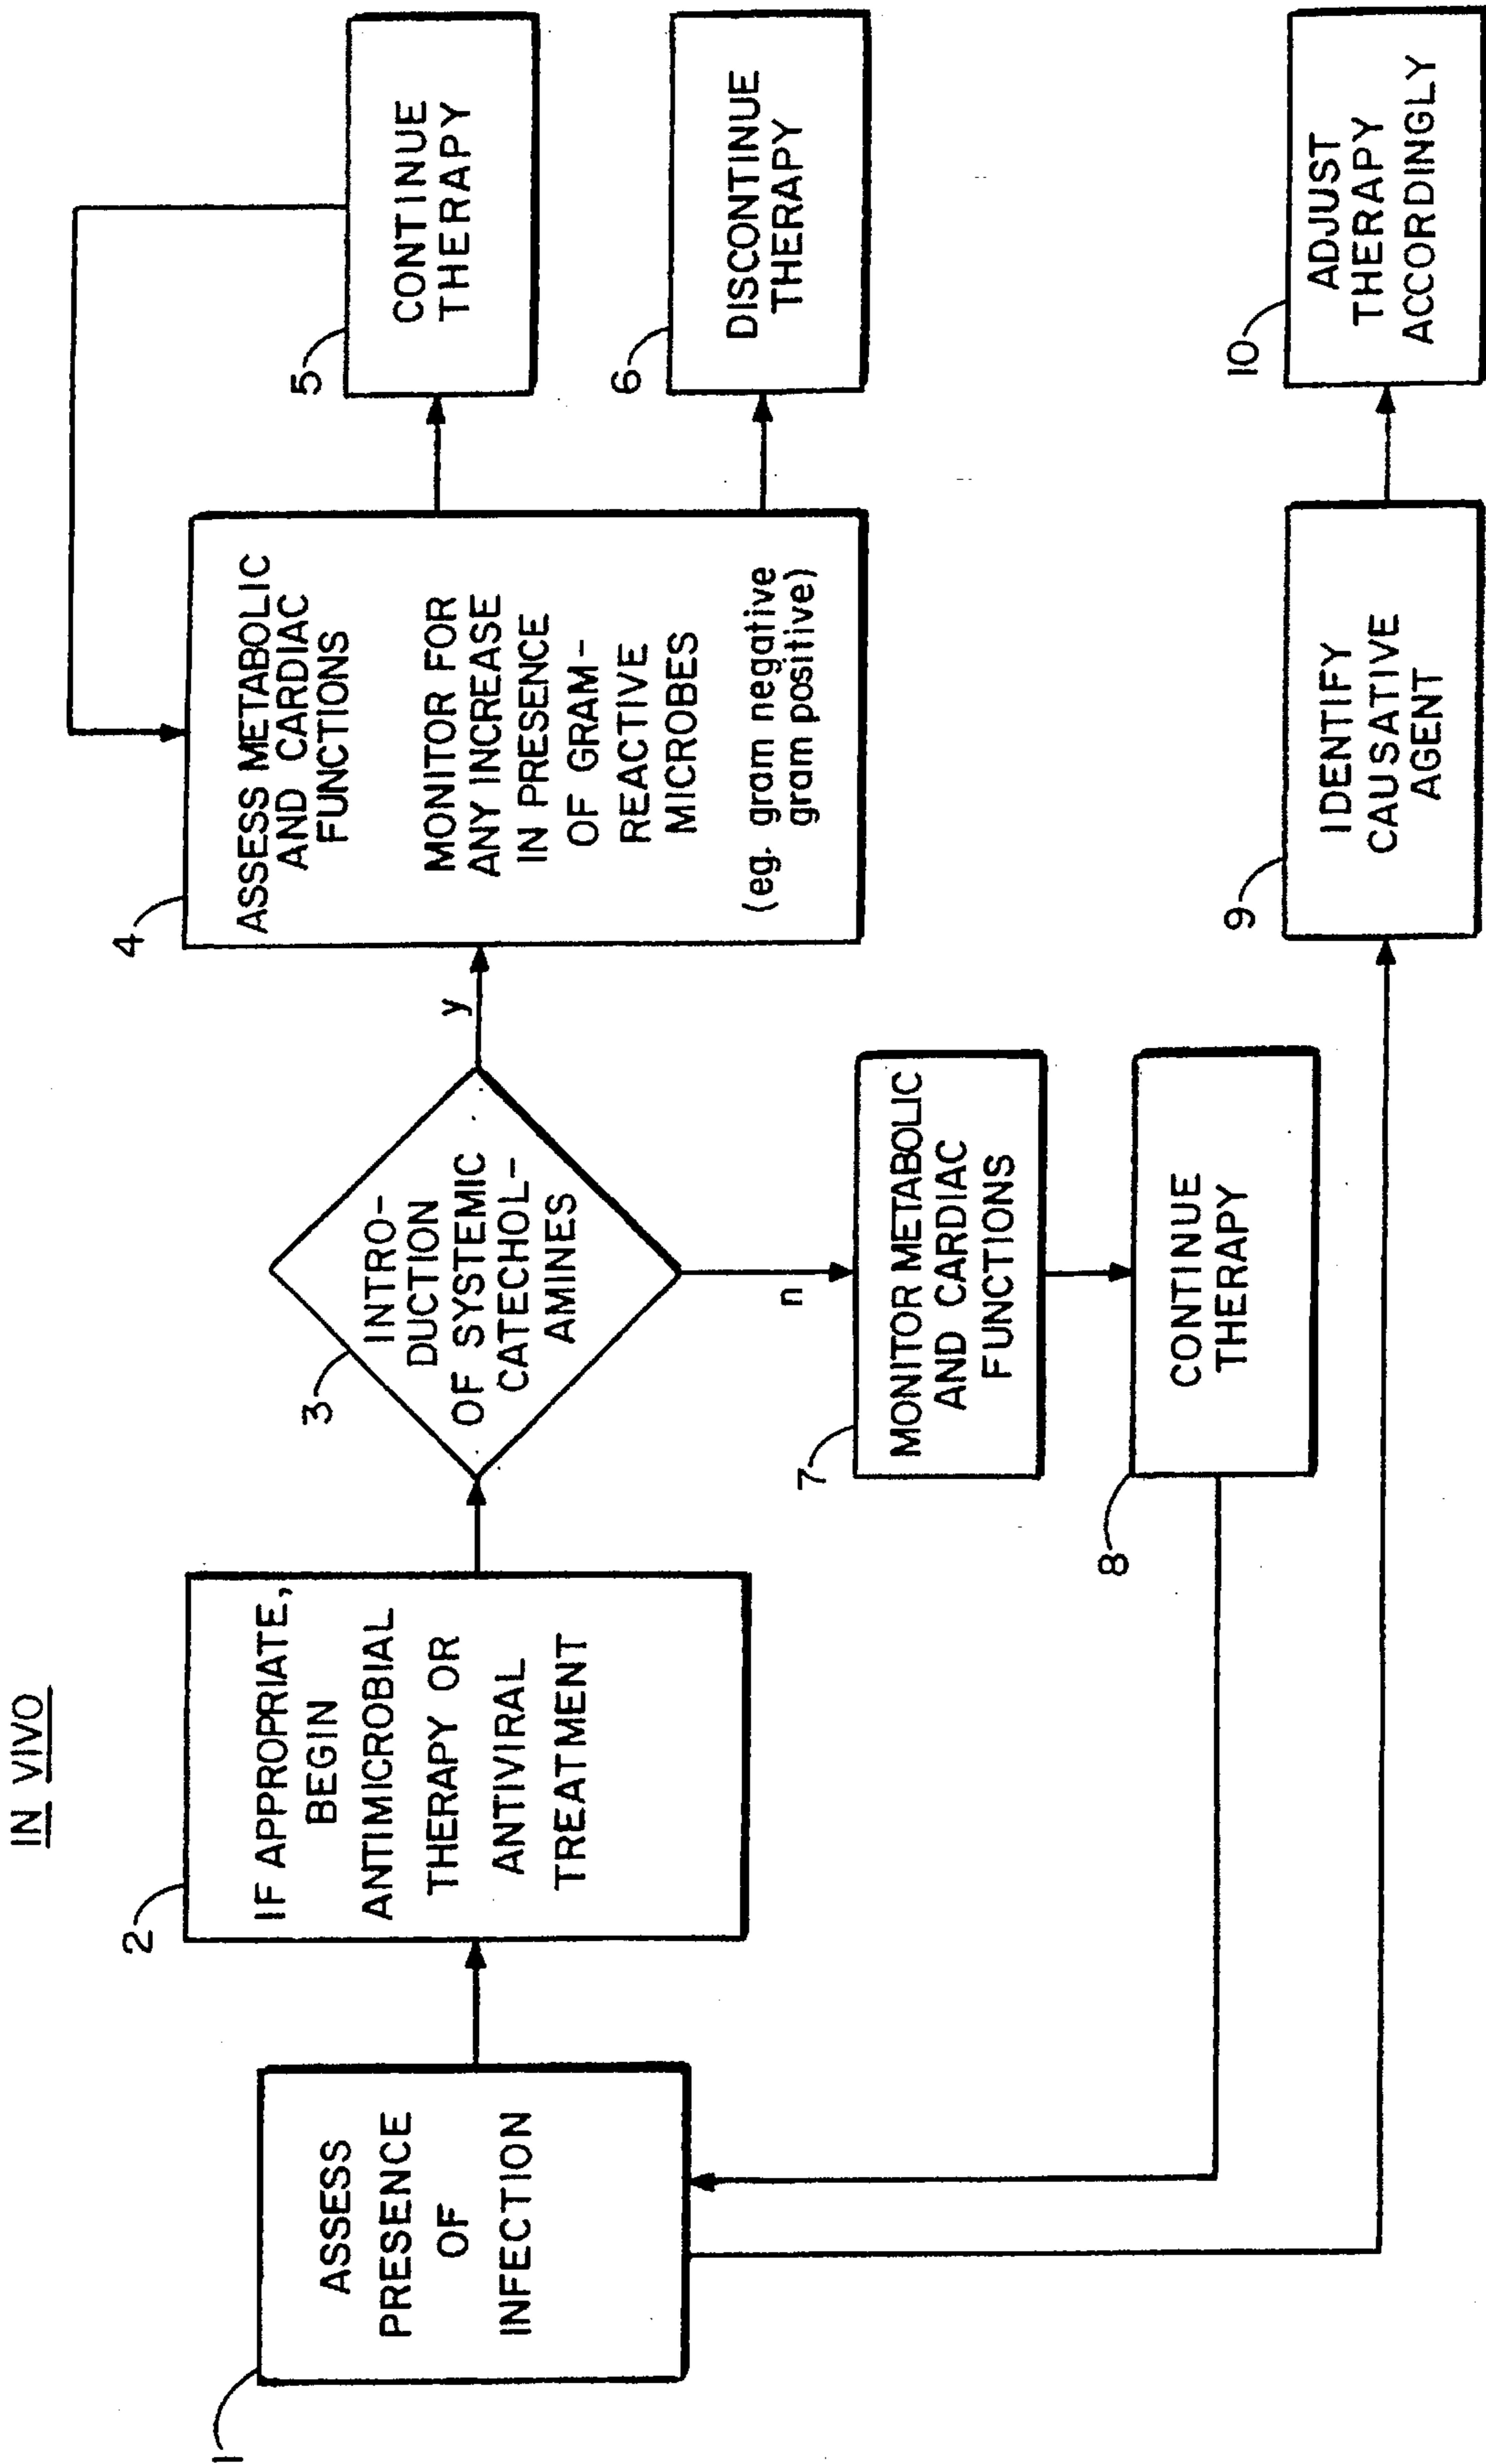 IN VIVO
1
ASSESS
PRESENCE
OF
INFECTION
2
IF APPROPRIATE,
BEGIN
ANTIMICROBIAL
THERAPY OR
ANTIVIRAL
TREATMENT
3
INTRO-
DUCTION
OF SYSTEMIC
CATECHOL-
AMINES
y
n
4
ASSESS METABOLIC
AND CARDIAC
FUNCTIONS
MONITOR FOR
ANY INCREASE
IN PRESENCE
OF GRAM-
REACTIVE
MICROBES
(eg. gram negative
gram positive)
5
CONTINUE
THERAPY
6
DISCONTINUE
THERAPY
7
MONITOR METABOLIC
AND CARDIAC
FUNCTIONS
8
CONTINUE
THERAPY
9
IDENTIFY
CAUSATIVE
AGENT
10
ADJUST
THERAPY
ACCORDINGLY